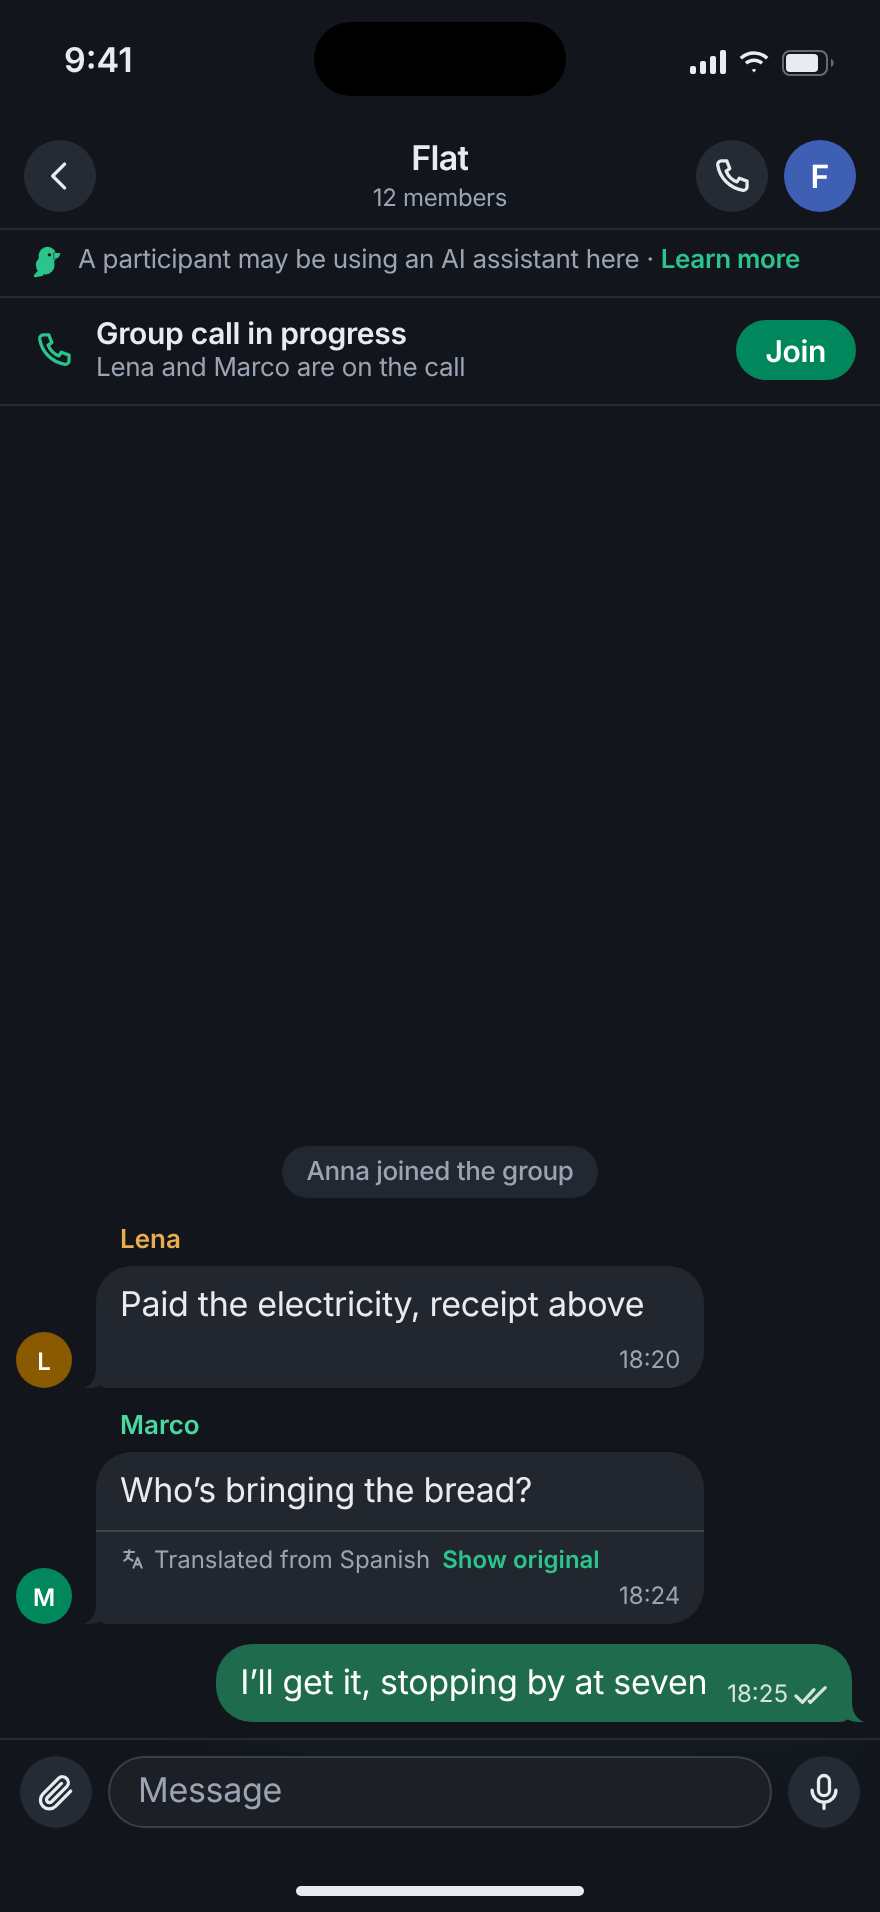 9:41
Flat
12 members
F
A participant may be using an AI assistant here · Learn more
Group call in progress
Lena and Marco are on the call
Join
Anna joined the group
Lena
Paid the electricity, receipt above
18:20
L
Marco
Who’s bringing the bread?
Translated from Spanish Show original
18:24
M
I’ll get it, stopping by at seven 18:25
Message